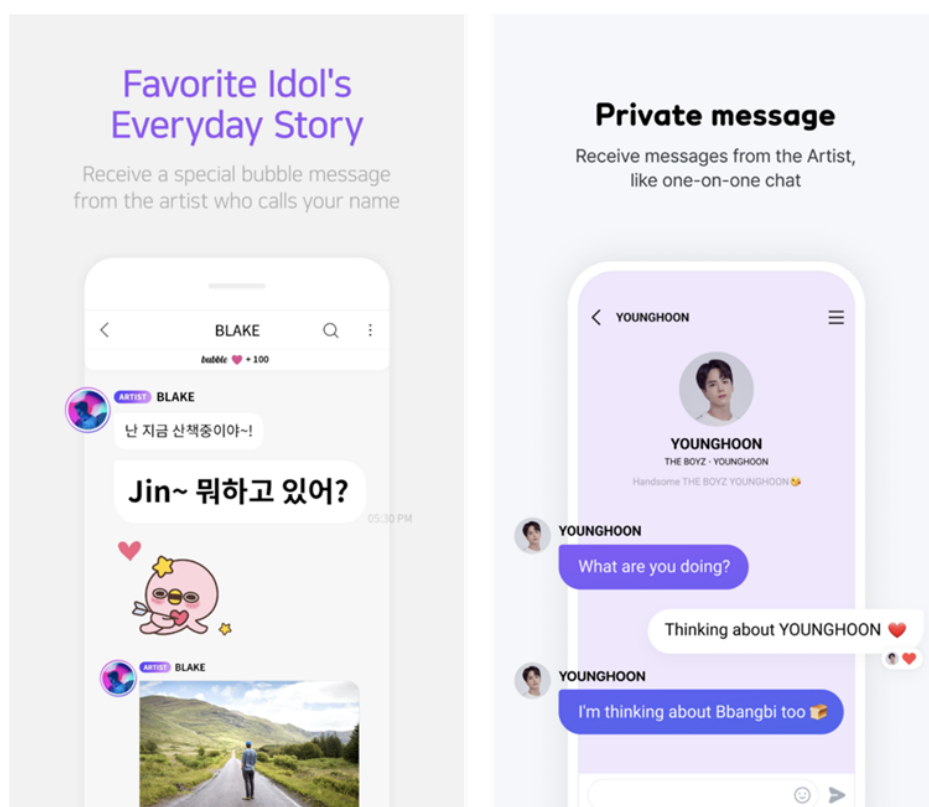 Favorite Idol's
Everyday Story
Receive a special bubble message
from the artist who calls your name
BLAKE
bubble 💗 + 100
ARTIST BLAKE
난 지금 산책중이야~!
Jin~ 뭐하고 있어?
05:30 PM
ARTIST BLAKE
Private message
Receive messages from the Artist,
like one-on-one chat
YOUNGHOON
YOUNGHOON
THE BOYZ - YOUNGHOON
Handsome THE BOYZ YOUNGHOON😘
YOUNGHOON
What are you doing?
Thinking about YOUNGHOON ❤️
YOUNGHOON
I'm thinking about Bbangbi too 🍞